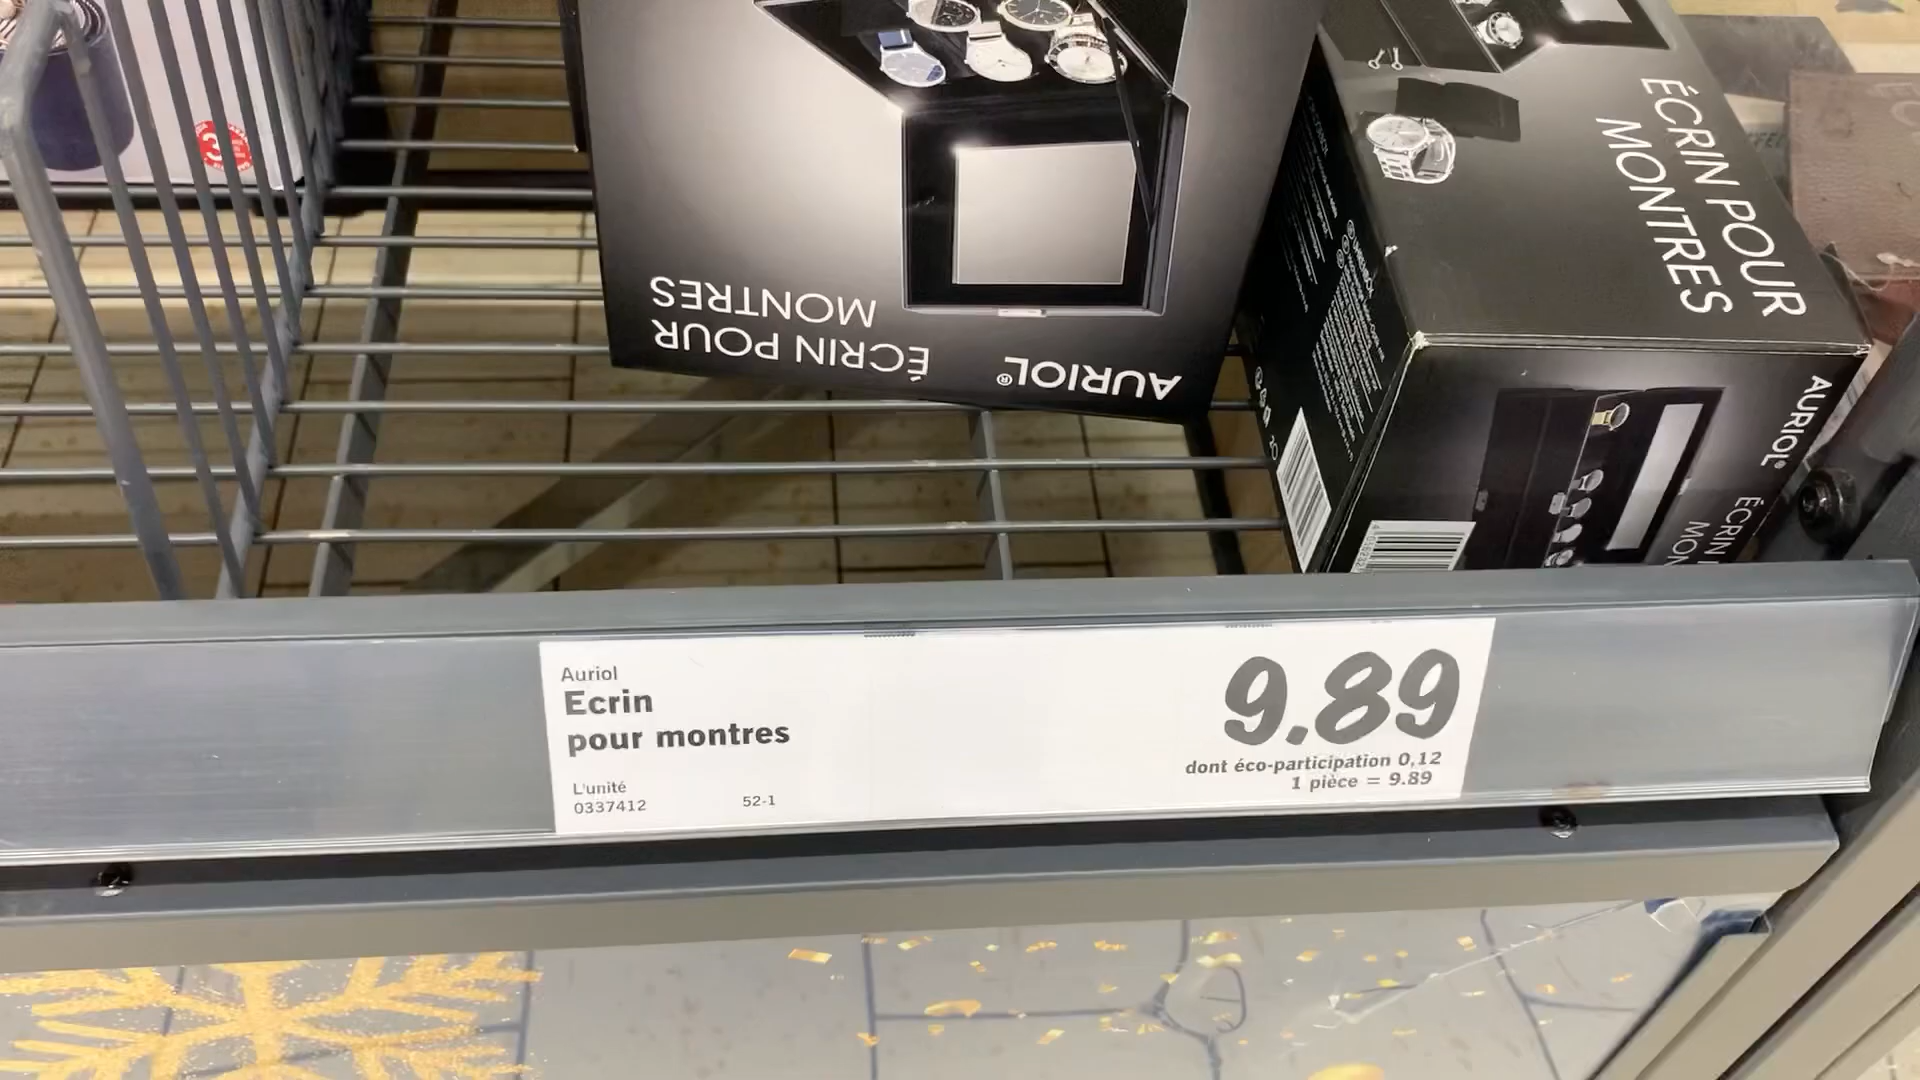 ÉCRIN POUR
MONTRES
AURIOL®
ÉCRIN POUR
MONTRES
AURIOL®
3
Auriol
Ecrin
pour montres
L'unité
0337412
52-1
9.89
dont éco-participation 0,12
1 pièce = 9.89